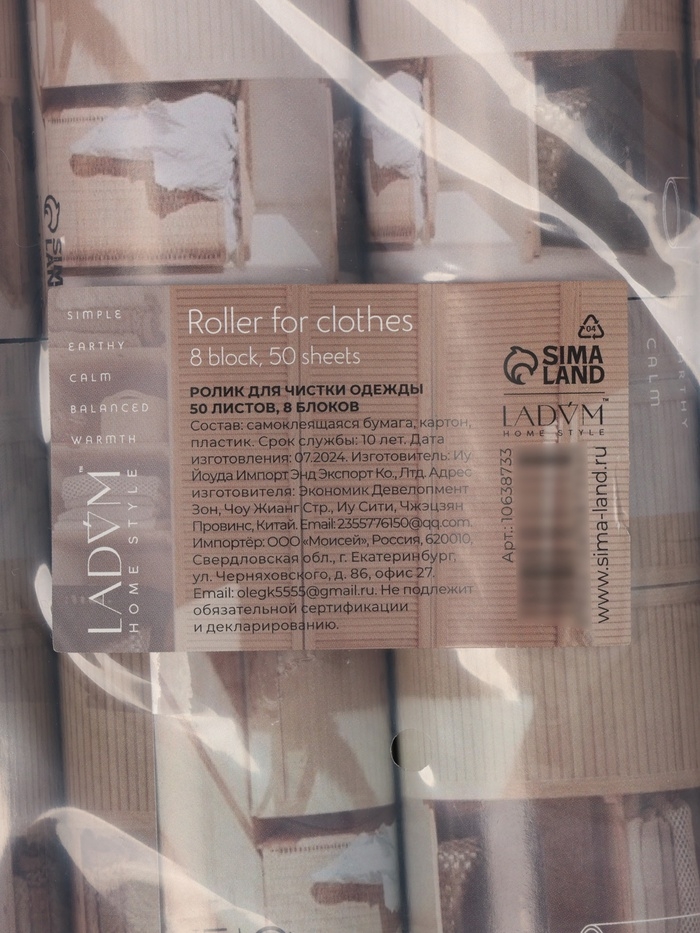 SIMPLE
EARTHY
CALM
BALANCED
WARMTH
LADÝM™
HOME STYLE
Roller for clothes
8 block, 50 sheets
РОЛИК ДЛЯ ЧИСТКИ ОДЕЖДЫ
50 ЛИСТОВ, 8 БЛОКОВ
Состав: самоклеящаяся бумага, картон,
пластик. Срок службы: 10 лет. Дата
изготовления: 07.2024. Изготовитель: Иу
Йоуда Импорт Энд Экспорт Ко., Лтд. Адрес
изготовителя: Экономик Девелопмент
Зон, Чоу Жианг Стр., Иу Сити, Чжэцзян
Провинс, Китай. Email: 2355776150@qq.com.
Импортёр: ООО «Моисей», Россия, 620010,
Свердловская обл., г. Екатеринбург,
ул. Черняховского, д. 86, офис 27.
Email: olegk5555@gmail.ru. Не подлежит
обязательной сертификации
и декларированию.
04
SIMA
LAND
LADÝM™
HOME STYLE
Арт.: 10638733
www.sima-land.ru
CALM